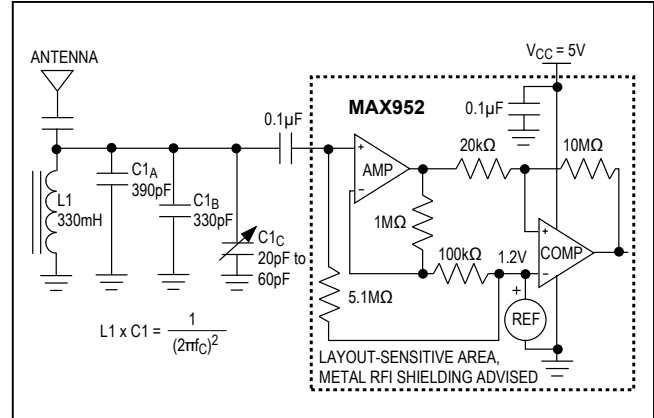 ANTENNA
V_CC = 5V
MAX952
0.1µF
0.1µF
20kΩ
10MΩ
+
AMP
−
L1
330mH
C1_A
390pF
C1_B
330pF
C1_C
20pF to
60pF
1MΩ
100kΩ
1.2V
+
COMP
−
5.1MΩ
+
REF
L1 x C1 = 1 / (2πf_C)^2
LAYOUT-SENSITIVE AREA,
METAL RFI SHIELDING ADVISED